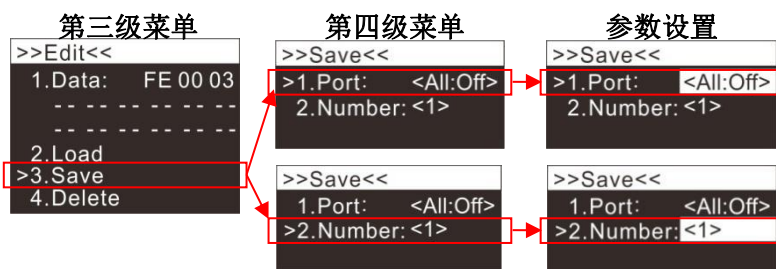 第三级菜单
>>Edit<<
1.Data: FE 00 03
-- -- -- -- -- -- --
-- -- -- -- -- -- --
2.Load
>3.Save
4.Delete
第四级菜单
>>Save<<
>1.Port: <All:Off>
2.Number: <1>
>>Save<<
1.Port: <All:Off>
>2.Number: <1>
参数设置
>>Save<<
>1.Port: <All:Off>
2.Number: <1>
>>Save<<
1.Port: <All:Off>
>2.Number: <1>